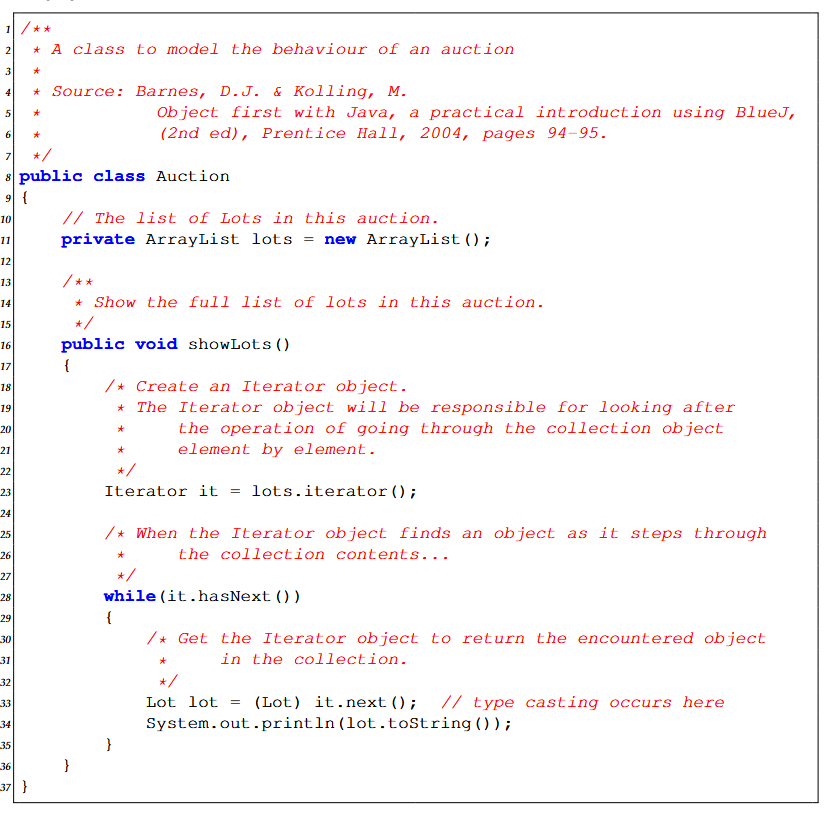 1 /**
2  * A class to model the behaviour of an auction
3  *
4  * Source: Barnes, D.J. & Kolling, M.
5  *           Object first with Java, a practical introduction using BlueJ,
6  *           (2nd ed), Prentice Hall, 2004, pages 94-95.
7  */
8 public class Auction
9 {
10     // The list of Lots in this auction.
11     private ArrayList lots = new ArrayList();
12
13     /**
14      * Show the full list of lots in this auction.
15      */
16     public void showLots()
17     {
18         /* Create an Iterator object.
19          * The Iterator object will be responsible for looking after
20          *     the operation of going through the collection object
21          *     element by element.
22          */
23         Iterator it = lots.iterator();
24
25         /* When the Iterator object finds an object as it steps through
26          *     the collection contents...
27          */
28         while(it.hasNext())
29         {
30             /* Get the Iterator object to return the encountered object
31              *     in the collection.
32              */
33             Lot lot = (Lot) it.next();  // type casting occurs here
34             System.out.println(lot.toString());
35         }
36     }
37 }